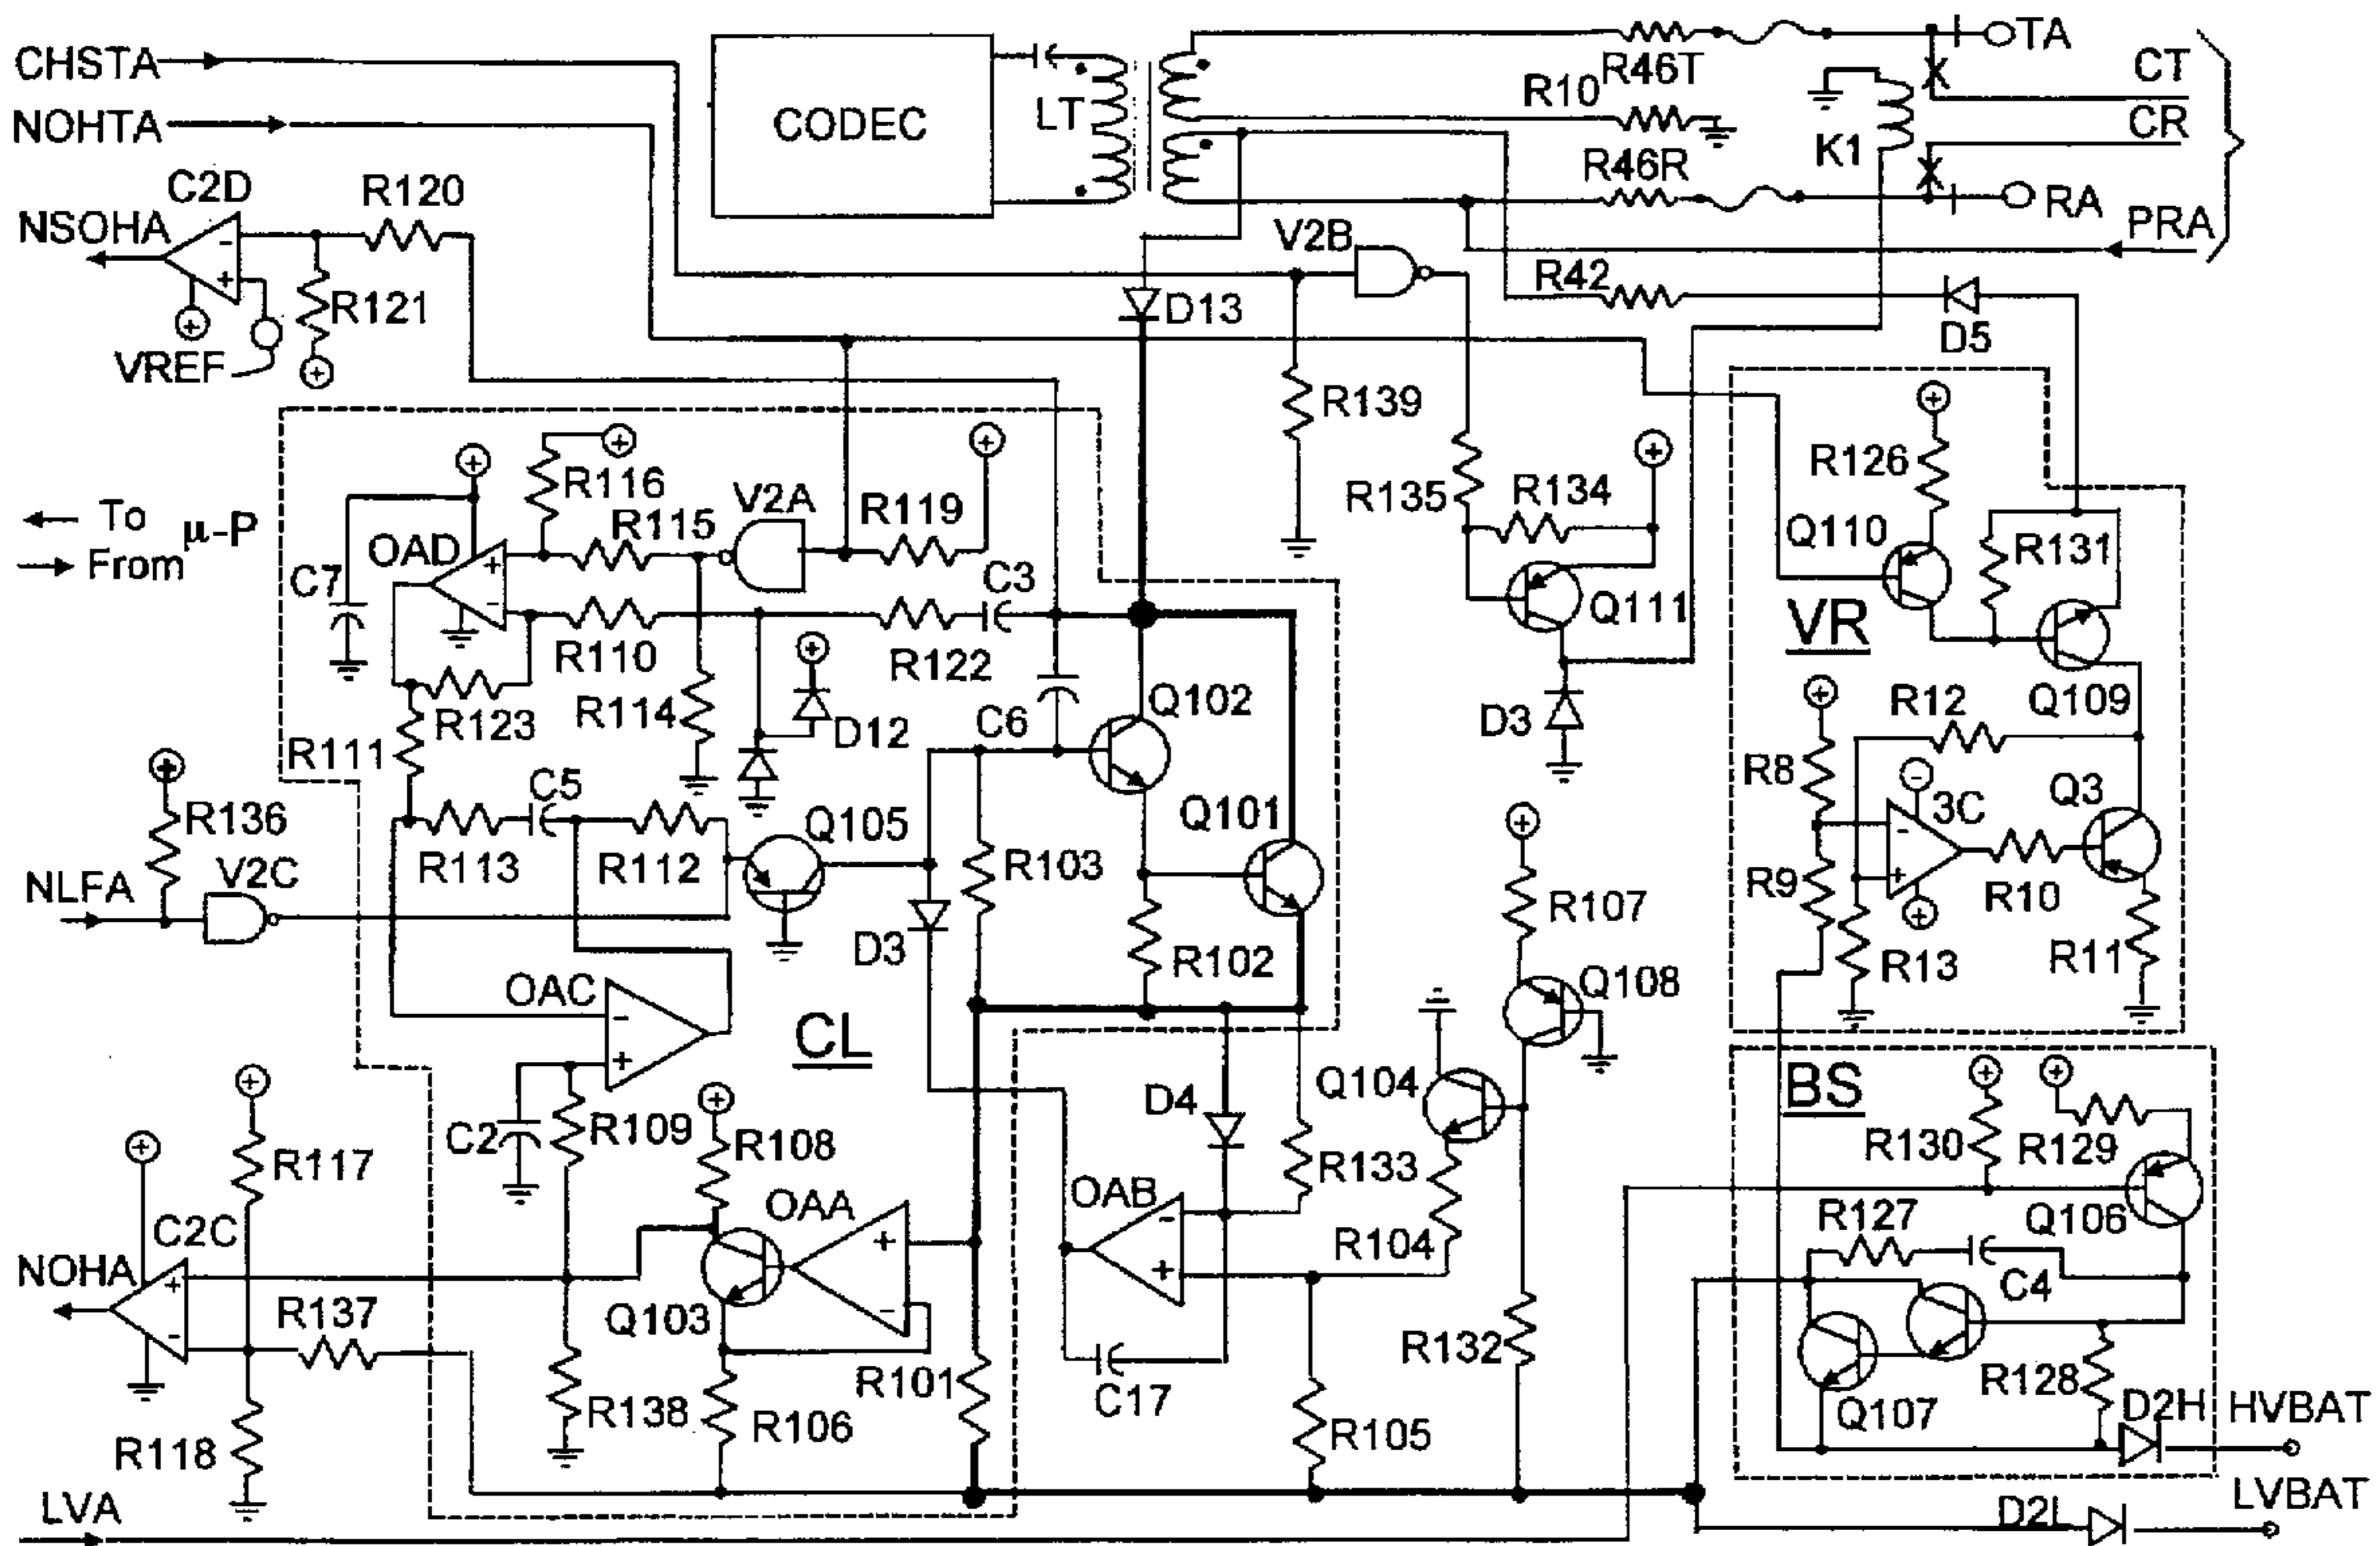 CHSTA
NOHTA
CODEC
LT
R46T
TA
CT
R10
CR
K1
R46R
RA
PRA
C2D
R120
NSOHA
-
+
R121
VREF
V2B
D13
R42
D5
R139
R126
R116
V2A
R119
R135
R134
To
From
μ-P
OAD
R115
+
-
C7
C3
Q110
R131
Q111
VR
R110
R122
R123
R114
D12
C6
Q102
D3
R12
Q109
R111
R8
C5
Q105
Q101
3C
Q3
-
+
R136
R113
R112
R103
R107
R9
R10
V2C
NLFA
D3
R102
R13
R11
Q108
OAC
-
+
CL
Q104
BS
D4
C2
R109
R108
R130
R129
R117
R133
OAB
-
+
OAA
+
-
R127
Q106
C2C
R104
NOHA
+
-
C4
R137
Q103
R132
R101
C17
R128
R138
R106
Q107
D2H
HVBAT
R118
R105
LVA
D2L
LVBAT